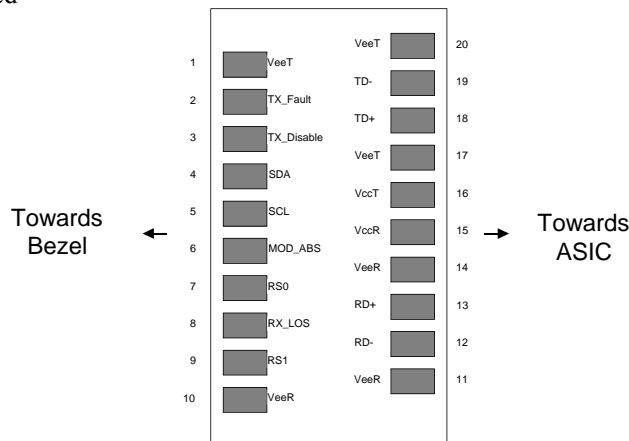 VeeT 20
1 VeeT
TD- 19
2 TX_Fault
TD+ 18
3 TX_Disable
VeeT 17
4 SDA
VccT 16
5 SCL
VccR 15
Towards
Bezel
Towards
ASIC
6 MOD_ABS
VeeR 14
7 RS0
RD+ 13
8 RX_LOS
RD- 12
9 RS1
VeeR 11
10 VeeR